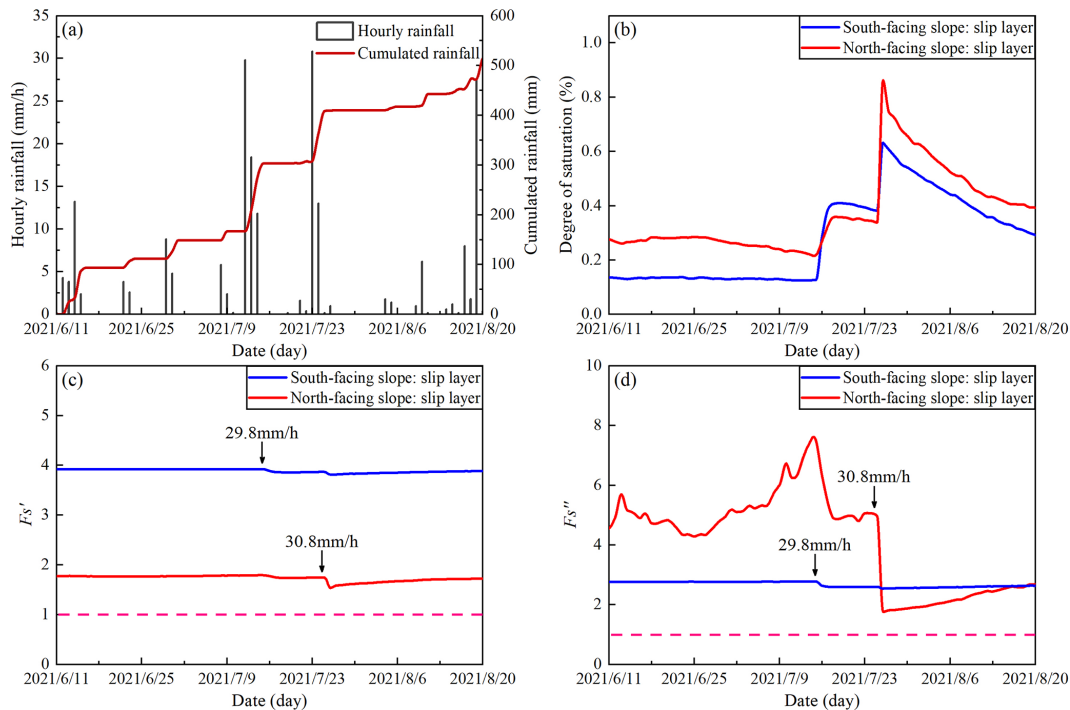 (a)
Hourly rainfall
Cumulated rainfall
35
30
25
20
15
10
5
0
600
500
400
300
200
100
0
Hourly rainfall (mm/h)
Cumulated rainfall (mm)
2021/6/11 2021/6/25 2021/7/9 2021/7/23 2021/8/6 2021/8/20
Date (day)
(b)
South-facing slope: slip layer
North-facing slope: slip layer
1.0
0.8
0.6
0.4
0.2
0.0
Degree of saturation (%)
2021/6/11 2021/6/25 2021/7/9 2021/7/23 2021/8/6 2021/8/20
Date (day)
(c)
South-facing slope: slip layer
North-facing slope: slip layer
6
5
4
3
2
1
0
Fs'
29.8mm/h
30.8mm/h
2021/6/11 2021/6/25 2021/7/9 2021/7/23 2021/8/6 2021/8/20
Date (day)
(d)
South-facing slope: slip layer
North-facing slope: slip layer
10
8
6
4
2
0
Fs''
30.8mm/h
29.8mm/h
2021/6/11 2021/6/25 2021/7/9 2021/7/23 2021/8/6 2021/8/20
Date (day)